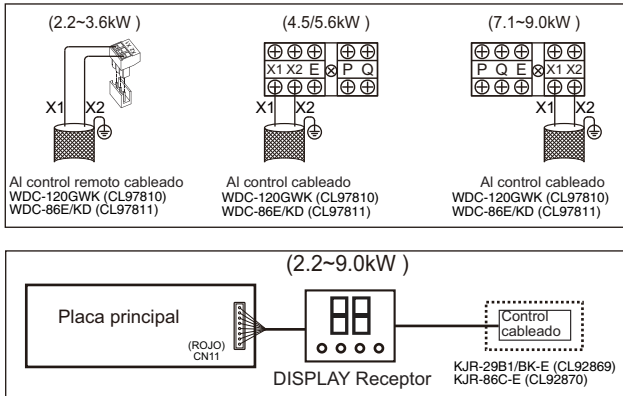 (2.2~3.6kW )
X1 X2
Al control remoto cableado
WDC-120GWK (CL97810)
WDC-86E/KD (CL97811)
(4.5/5.6kW )
X1 X2 E P Q
X1 X2
Al control cableado
WDC-120GWK (CL97810)
WDC-86E/KD (CL97811)
(7.1~9.0kW )
P Q E X1 X2
X1 X2
Al control cableado
WDC-120GWK (CL97810)
WDC-86E/KD (CL97811)
(2.2~9.0kW )
Placa principal
(ROJO)
CN11
DISPLAY Receptor
Control
cableado
KJR-29B1/BK-E (CL92869)
KJR-86C-E (CL92870)